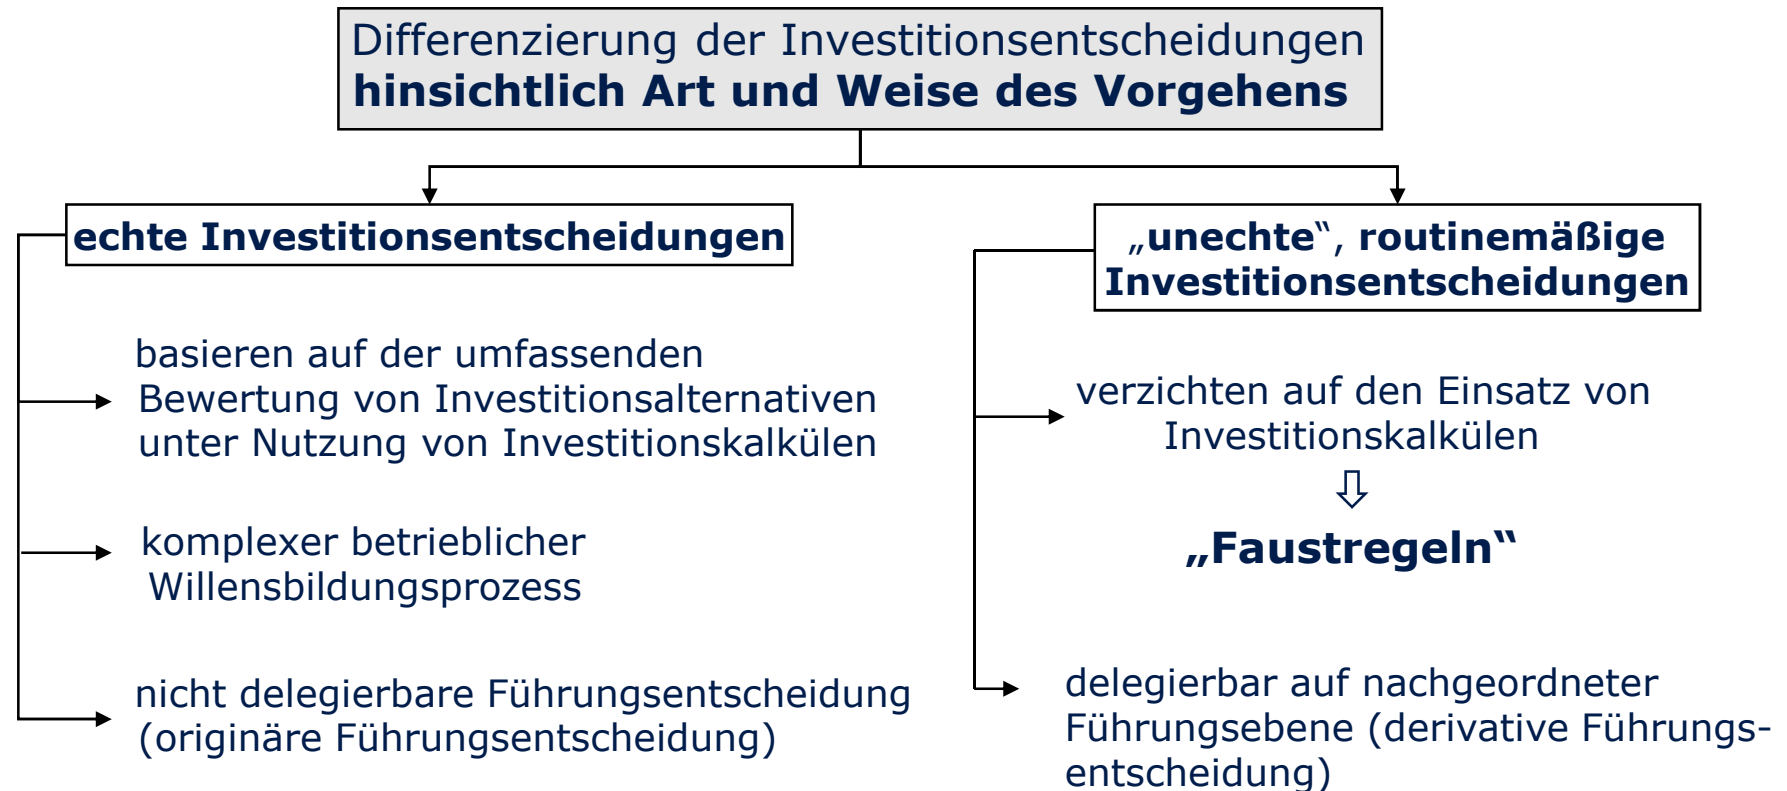 Differenzierung der Investitionsentscheidungen
hinsichtlich Art und Weise des Vorgehens
echte Investitionsentscheidungen
basieren auf der umfassenden
Bewertung von Investitionsalternativen
unter Nutzung von Investitionskalkülen
komplexer betrieblicher
Willensbildungsprozess
nicht delegierbare Führungsentscheidung
(originäre Führungsentscheidung)
„unechte“, routinemäßige
Investitionsentscheidungen
verzichten auf den Einsatz von
Investitionskalkülen
„Faustregeln“
delegierbar auf nachgeordneter
Führungsebene (derivative Führungs-
entscheidung)